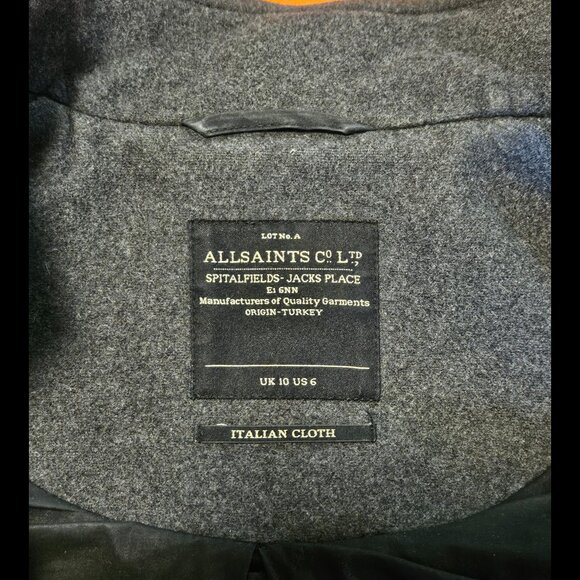 LOT No. A
ALLSAINTS Co. LTD,
SPITALFIELDS - JACKS PLACE
E1 6NN
Manufacturers of Quality Garments
ORIGIN - TURKEY
UK 10 US 6
ITALIAN CLOTH